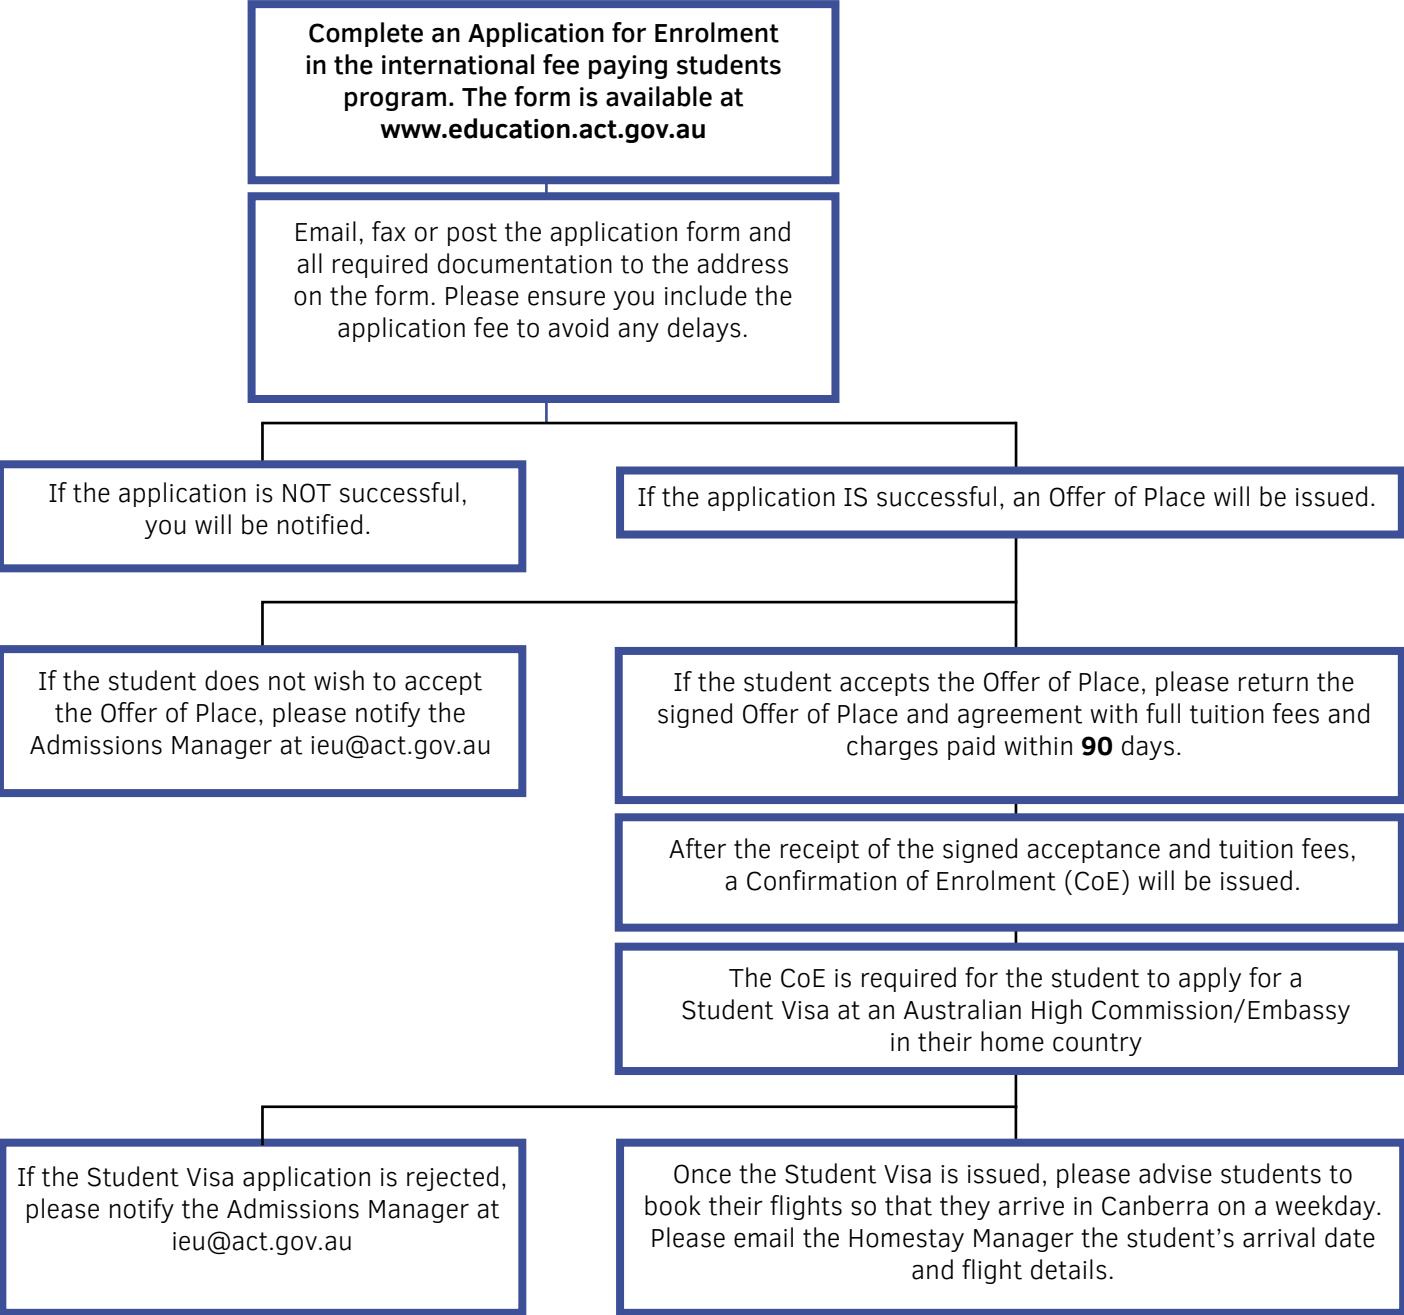 Complete an Application for Enrolment
in the international fee paying students
program. The form is available at
www.education.act.gov.au
Email, fax or post the application form and
all required documentation to the address
on the form. Please ensure you include the
application fee to avoid any delays.
If the application is NOT successful,
you will be notified.
If the application IS successful, an Offer of Place will be issued.
If the student does not wish to accept
the Offer of Place, please notify the
Admissions Manager at ieu@act.gov.au
If the student accepts the Offer of Place, please return the
signed Offer of Place and agreement with full tuition fees and
charges paid within 90 days.
After the receipt of the signed acceptance and tuition fees,
a Confirmation of Enrolment (CoE) will be issued.
The CoE is required for the student to apply for a
Student Visa at an Australian High Commission/Embassy
in their home country
If the Student Visa application is rejected,
please notify the Admissions Manager at
ieu@act.gov.au
Once the Student Visa is issued, please advise students to
book their flights so that they arrive in Canberra on a weekday.
Please email the Homestay Manager the student’s arrival date
and flight details.